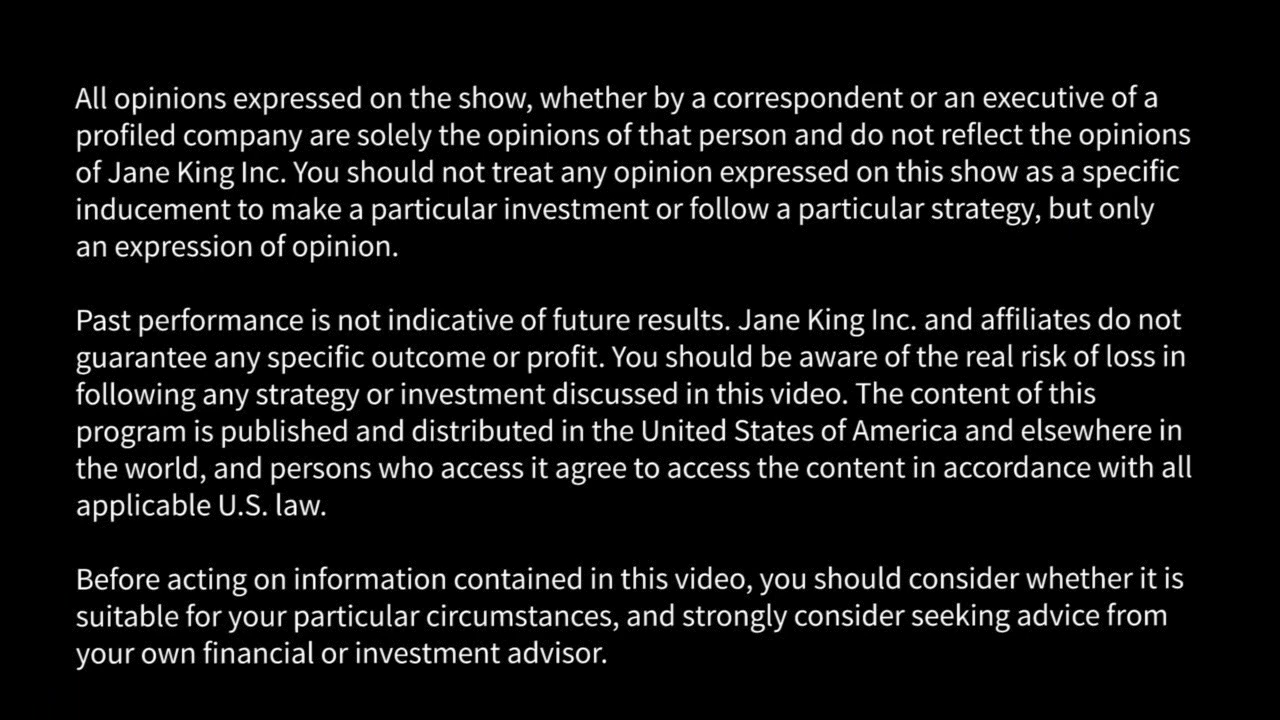 All opinions expressed on the show, whether by a correspondent or an executive of a
profiled company are solely the opinions of that person and do not reflect the opinions
of Jane King Inc. You should not treat any opinion expressed on this show as a specific
inducement to make a particular investment or follow a particular strategy, but only
an expression of opinion.
Past performance is not indicative of future results. Jane King Inc. and affiliates do not
guarantee any specific outcome or profit. You should be aware of the real risk of loss in
following any strategy or investment discussed in this video. The content of this
program is published and distributed in the United States of America and elsewhere in
the world, and persons who access it agree to access the content in accordance with all
applicable U.S. law.
Before acting on information contained in this video, you should consider whether it is
suitable for your particular circumstances, and strongly consider seeking advice from
your own financial or investment advisor.